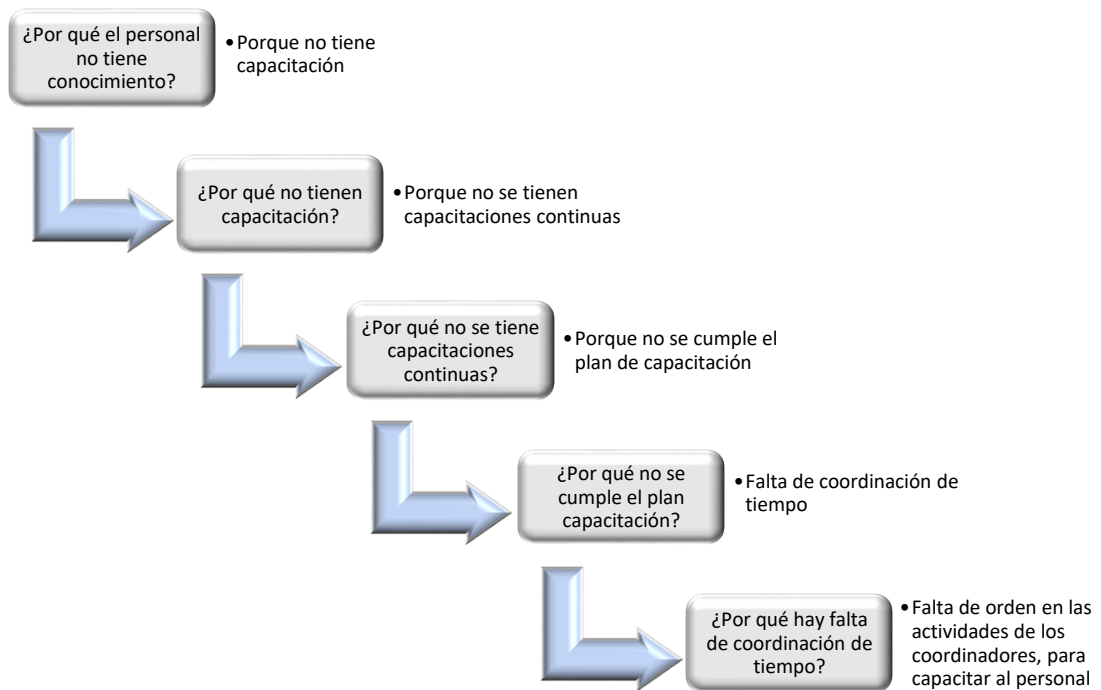 ¿Por qué el personal
no tiene
conocimiento?
•Porque no tiene
capacitación
¿Por qué no tienen
capacitación?
•Porque no se tienen
capacitaciones continuas
¿Por qué no se tiene
capacitaciones
continuas?
•Porque no se cumple el
plan de capacitación
¿Por qué no se
cumple el plan
capacitación?
•Falta de coordinación de
tiempo
¿Por qué hay falta
de coordinación de
tiempo?
•Falta de orden en las
actividades de los
coordinadores, para
capacitar al personal